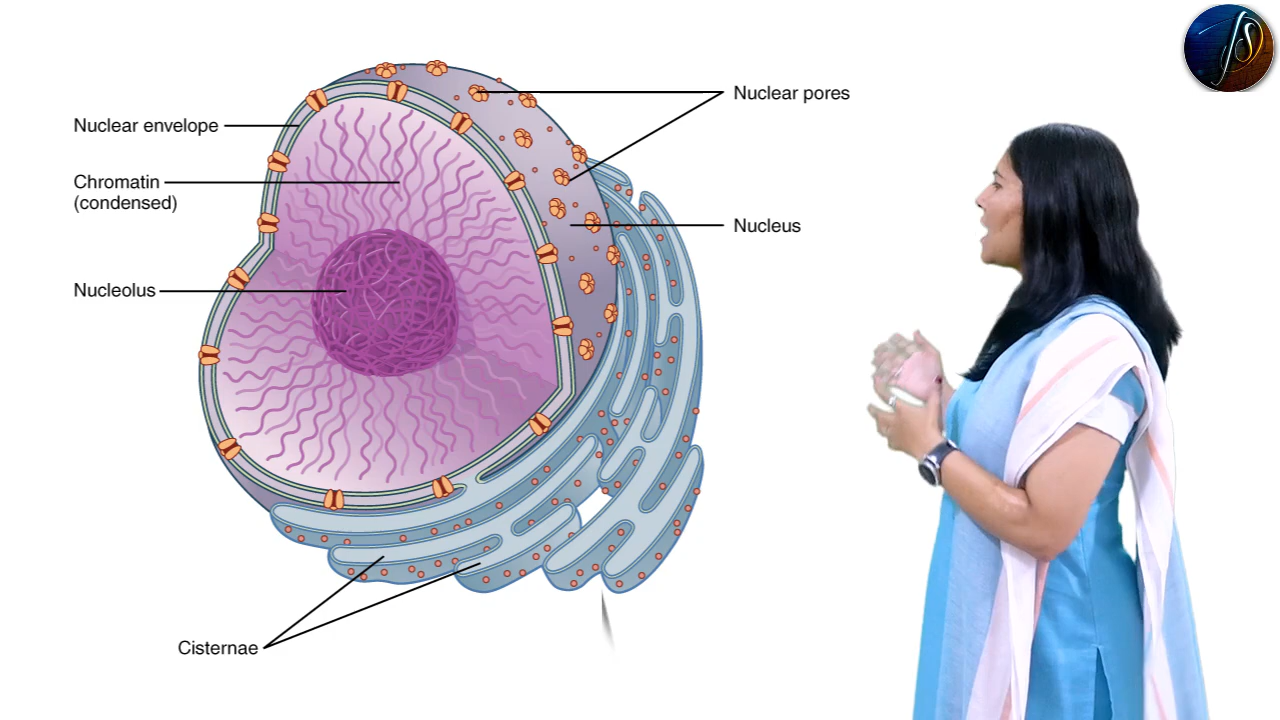 Nuclear envelope
Chromatin
(condensed)
Nucleolus
Nuclear pores
Nucleus
Cisternae